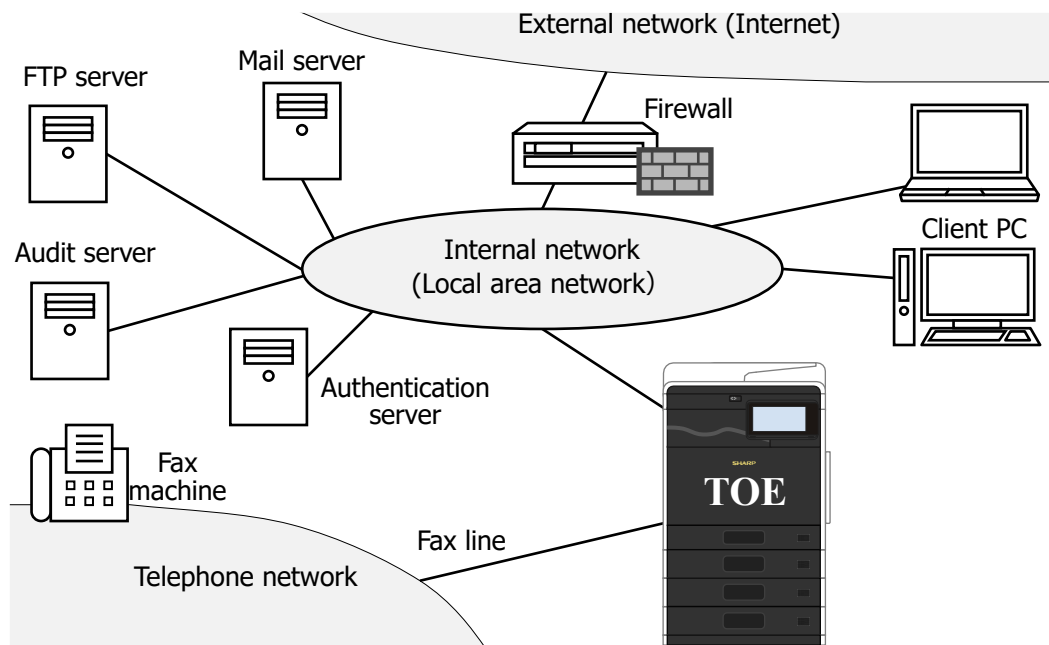 External network (Internet)
Mail server
FTP server
Firewall
Client PC
Internal network
(Local area network)
Audit server
Authentication
server
SHARP
TOE
Fax
machine
Fax line
Telephone network